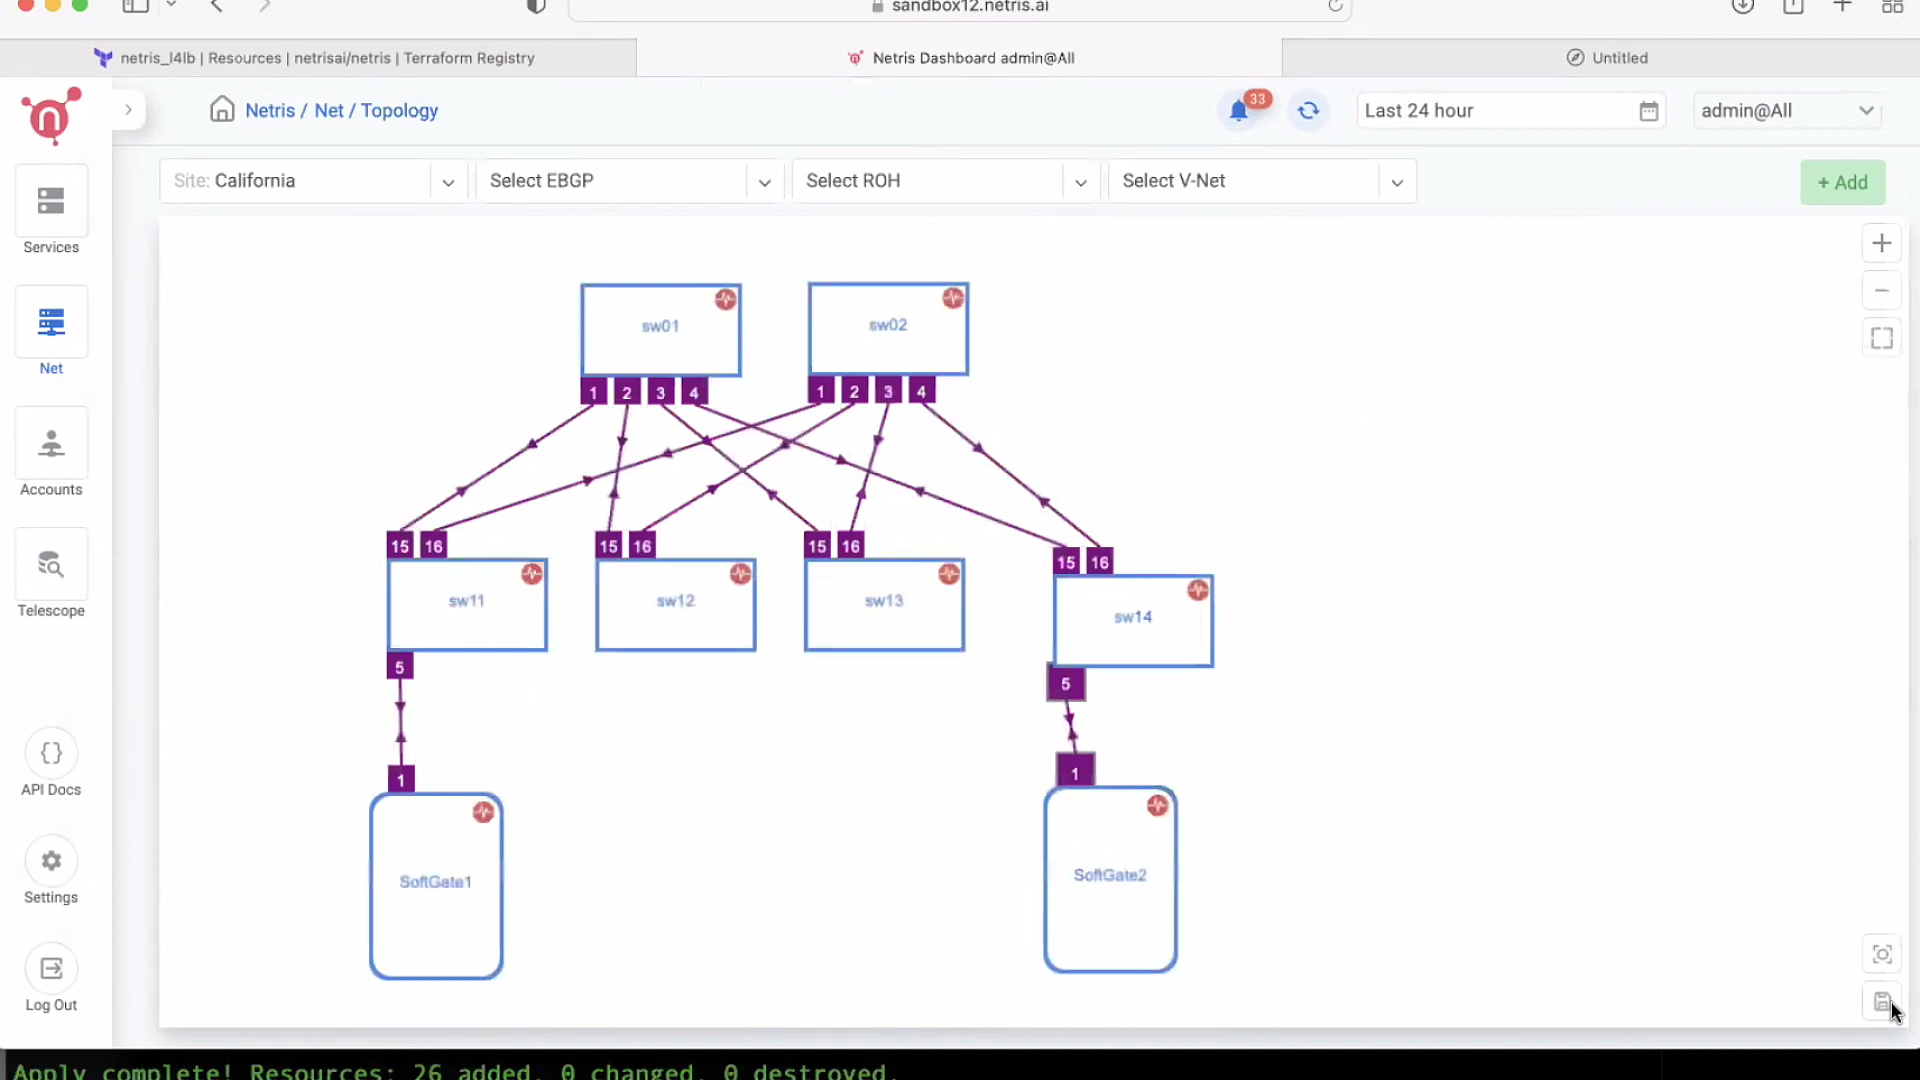 sandbox12.netris.ai
netris_l4lb | Resources | netrisai/netris | Terraform Registry
Netris Dashboard admin@All
Untitled
n
Netris / Net / Topology
33
Last 24 hour
admin@All
Site: California
Select EBGP
Select ROH
Select V-Net
+ Add
Services
Net
Accounts
Telescope
API Docs
Settings
Log Out
sw01
sw02
1 2 3 4
1 2 3 4
15 16
15 16
15 16
15 16
sw11
sw12
sw13
sw14
5
5
1
1
SoftGate1
SoftGate2
Apply complete! Resources: 26 added, 0 changed, 0 destroyed.